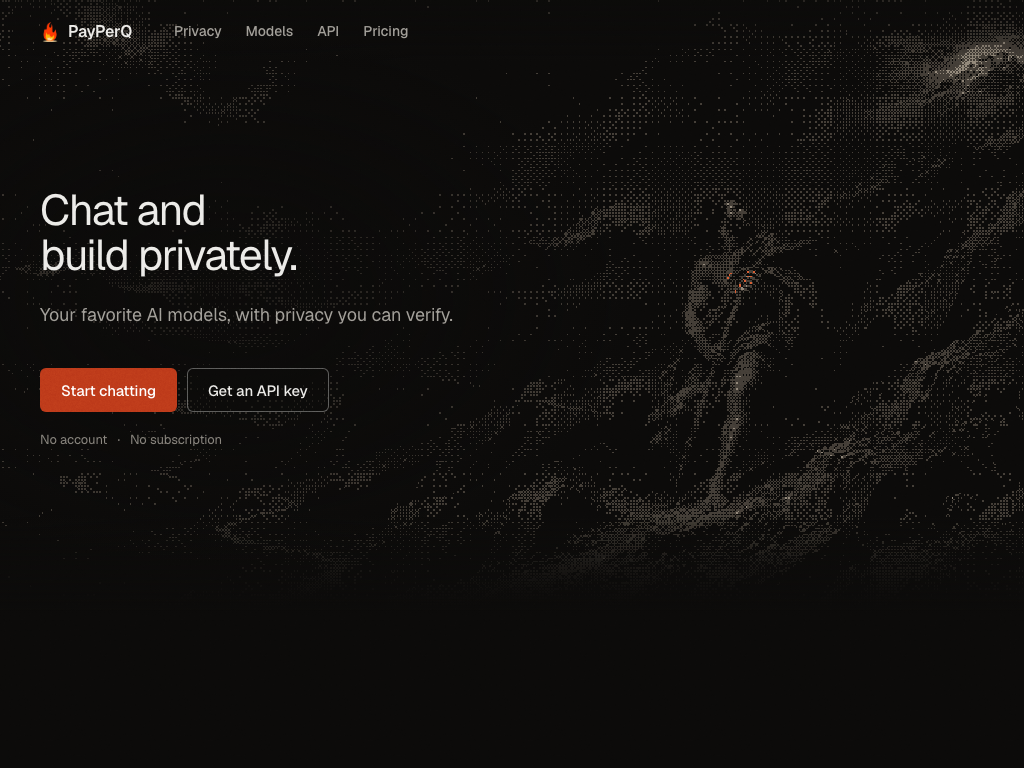 PayPerQ
Privacy
Models
API
Pricing
Chat and
build privately.
Your favorite AI models, with privacy you can verify.
Start chatting
Get an API key
No account · No subscription